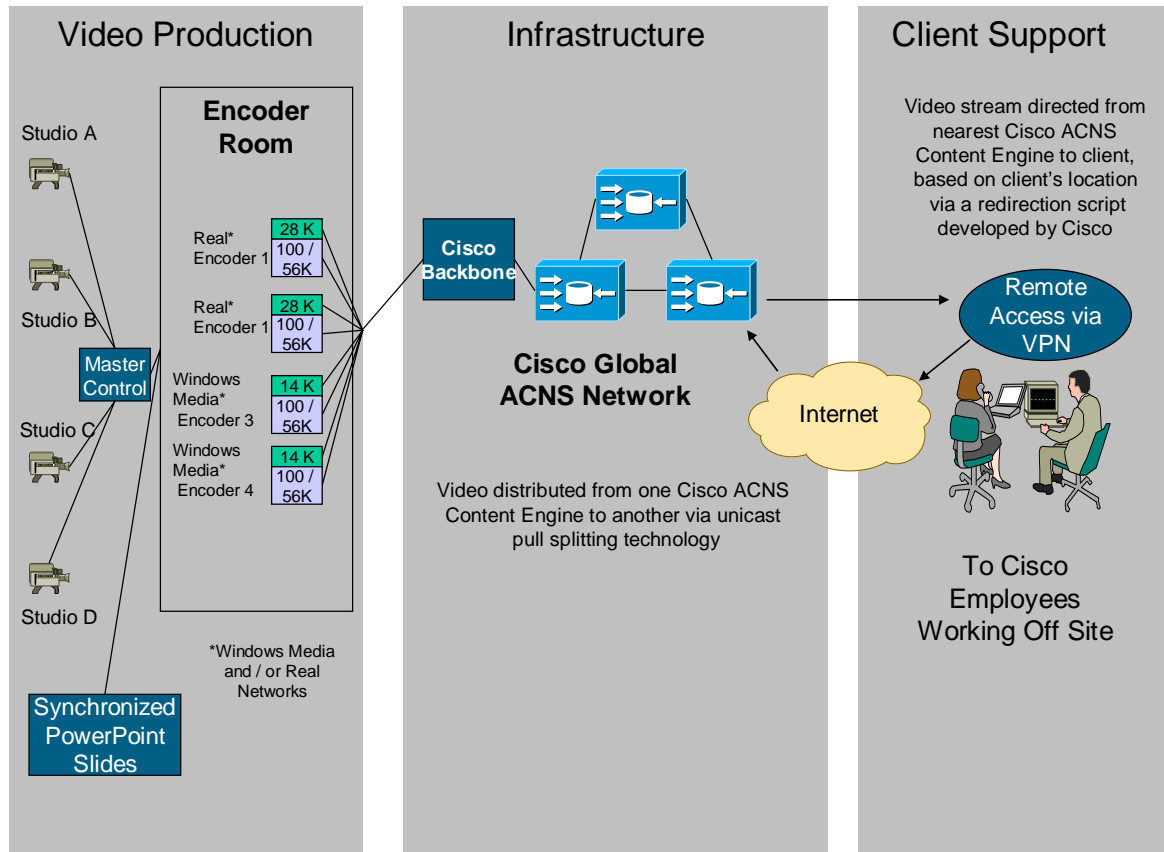 Video Production
Studio A
Studio B
Master
Control
Studio C
Studio D
Synchronized
PowerPoint
Slides
Encoder
Room
Real*
Encoder 1
28 K
100 /
56K
Real*
Encoder 1
28 K
100 /
56K
Windows
Media*
Encoder 3
14 K
100 /
56K
Windows
Media*
Encoder 4
14 K
100 /
56K
*Windows Media
and / or Real
Networks
Infrastructure
Cisco
Backbone
Cisco Global
ACNS Network
Internet
Video distributed from one Cisco ACNS
Content Engine to another via unicast
pull splitting technology
Client Support
Video stream directed from
nearest Cisco ACNS
Content Engine to client,
based on client's location
via a redirection script
developed by Cisco
Remote
Access via
VPN
To Cisco
Employees
Working Off Site